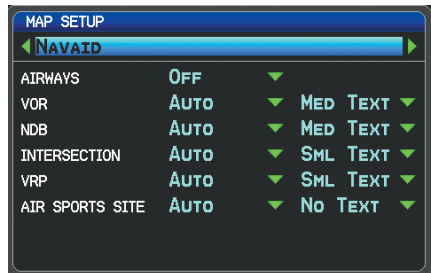 MAP SETUP
NAVAID
AIRWAYS OFF
VOR AUTO MED TEXT
NDB AUTO MED TEXT
INTERSECTION AUTO SML TEXT
VRP AUTO SML TEXT
AIR SPORTS SITE AUTO NO TEXT